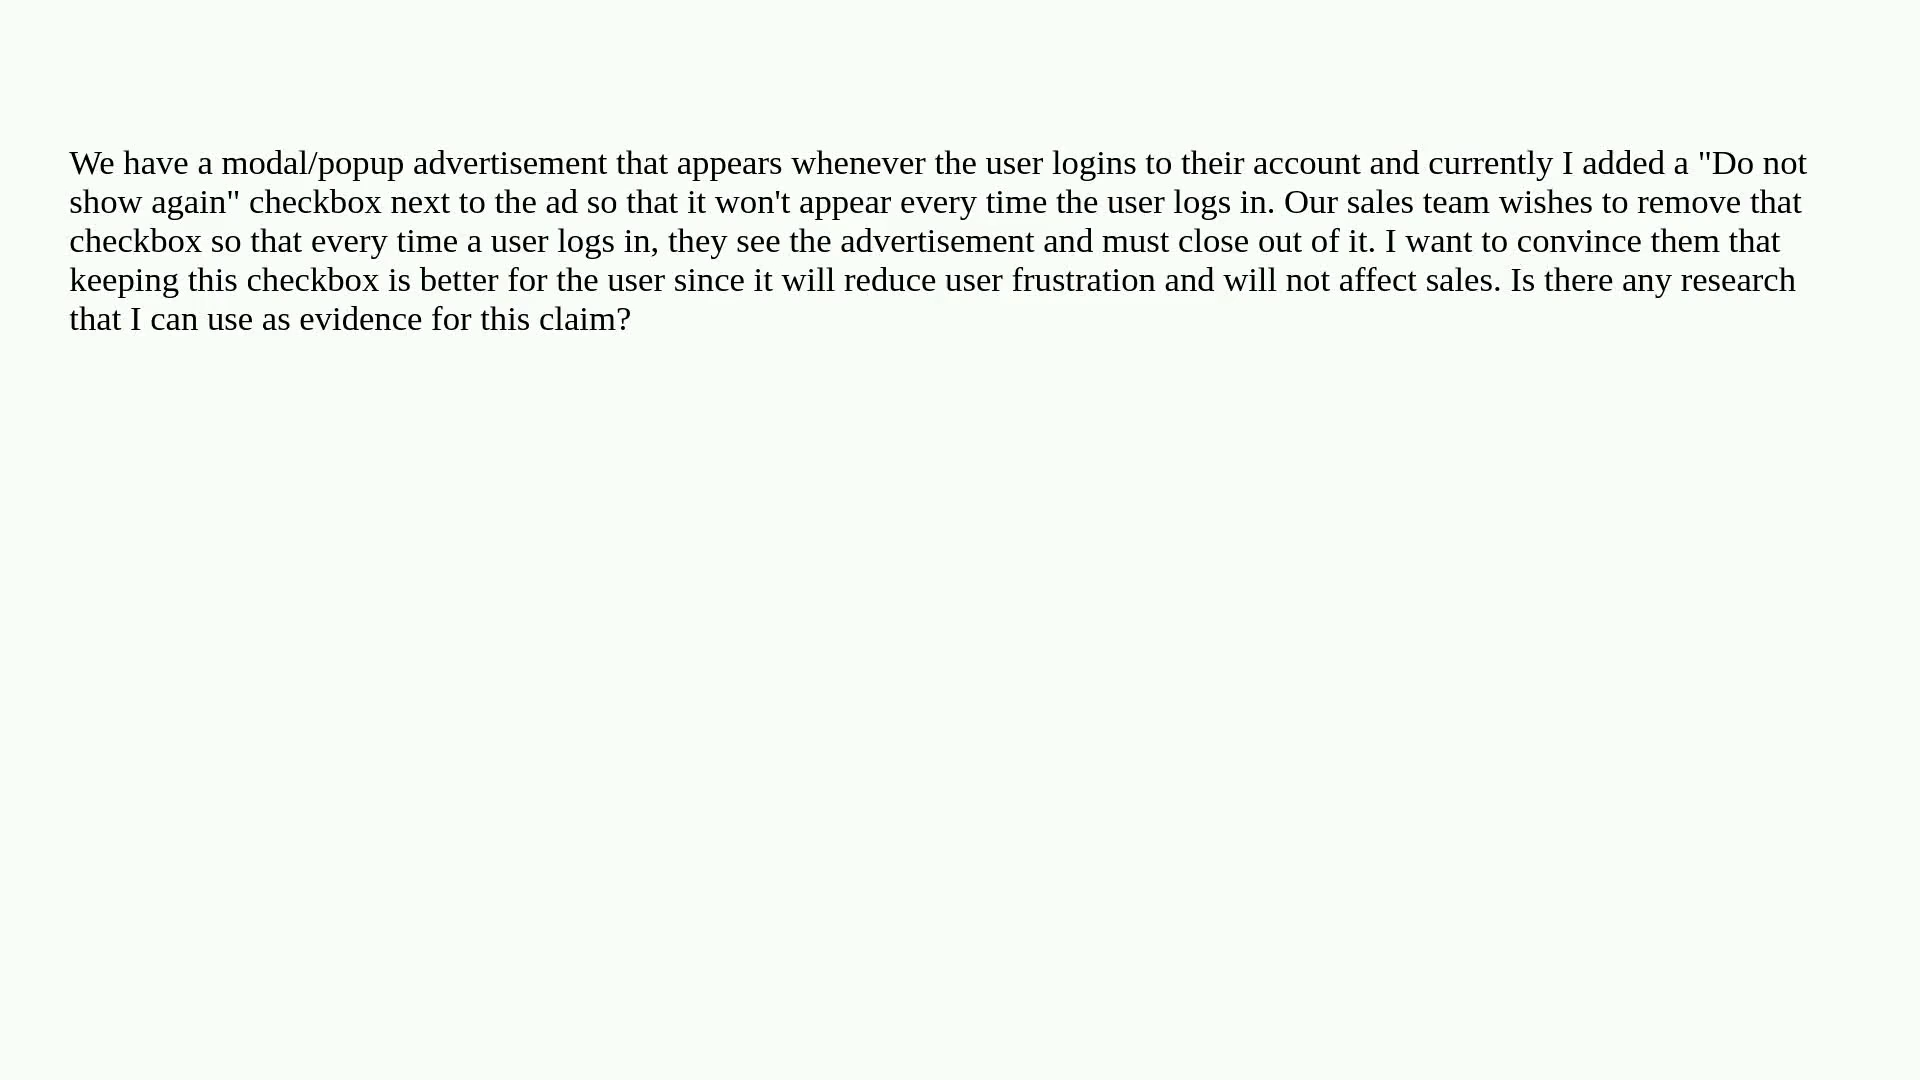 We have a modal/popup advertisement that appears whenever the user logins to their account and currently I added a "Do not
show again" checkbox next to the ad so that it won't appear every time the user logs in. Our sales team wishes to remove that
checkbox so that every time a user logs in, they see the advertisement and must close out of it. I want to convince them that
keeping this checkbox is better for the user since it will reduce user frustration and will not affect sales. Is there any research
that I can use as evidence for this claim?